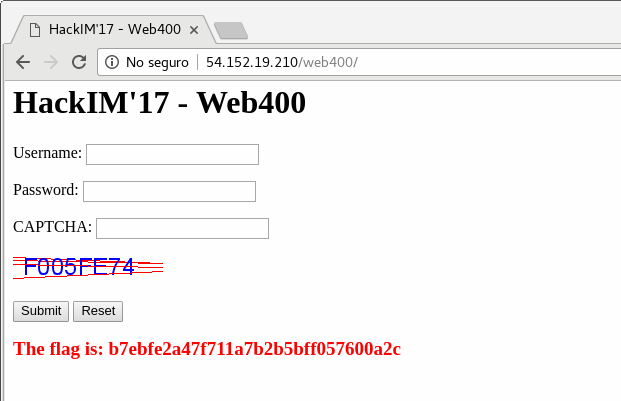 HackIM'17 - Web400
No seguro 54.152.19.210/web400/
HackIM'17 - Web400
Username:
Password:
CAPTCHA:
F005FE74
Submit Reset
The flag is: b7ebfe2a47f711a7b2b5bff057600a2c